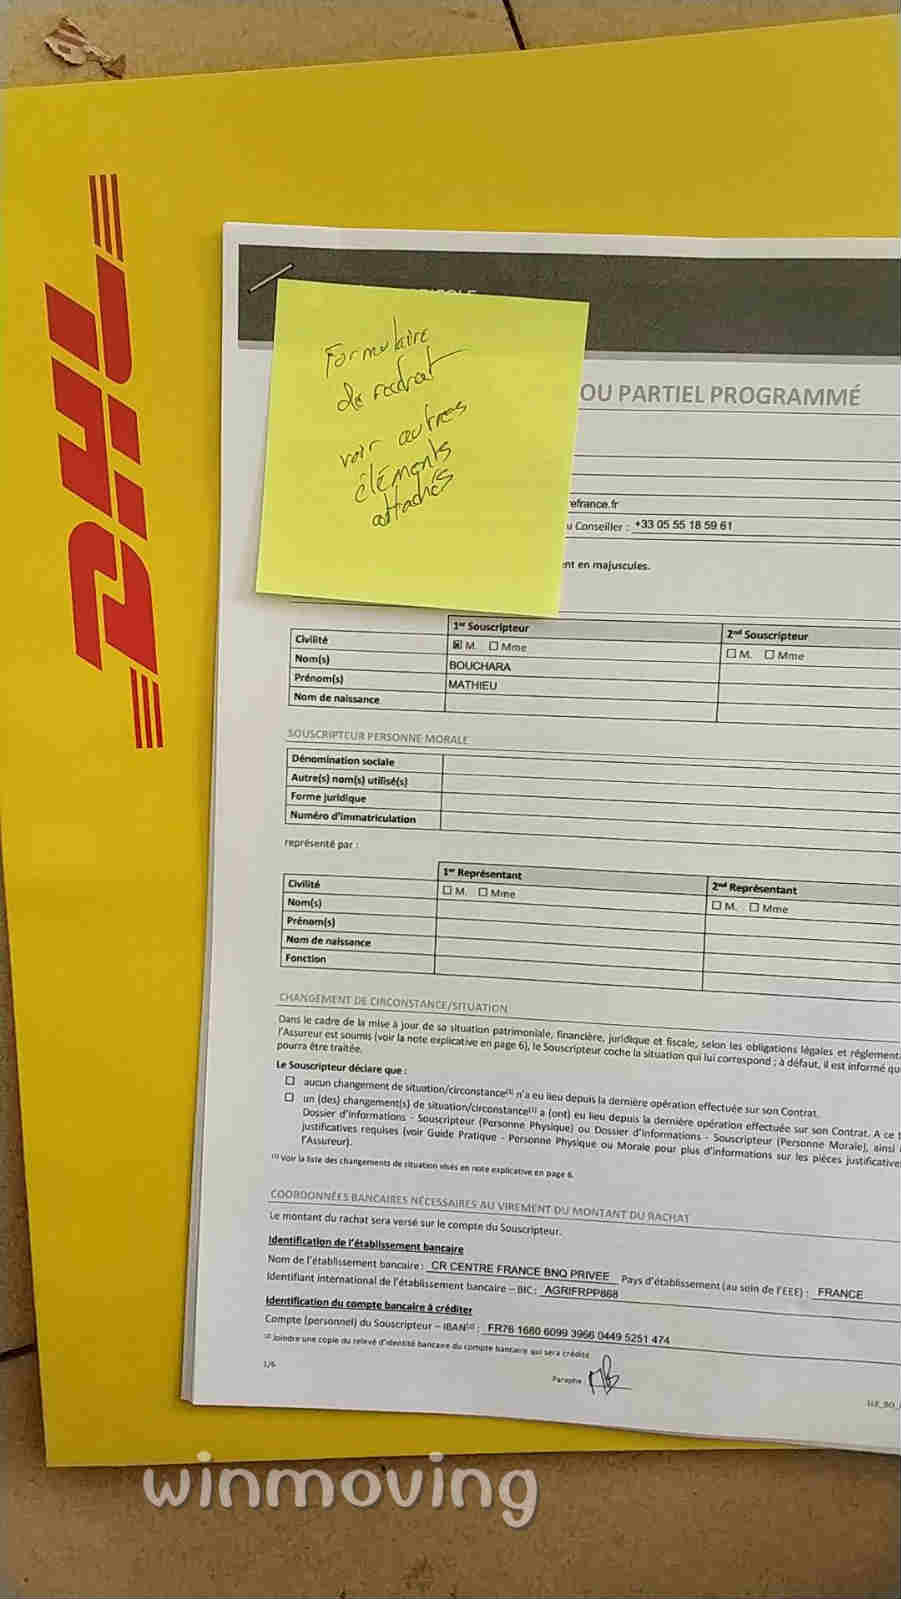 DHL
Formulaire
de rachat
voir autres
éléments
attachés
OU PARTIEL PROGRAMMÉ
efrance.fr
u Conseiller : +33 05 55 18 59 61
ent en majuscules.
1er Souscripteur 2nd Souscripteur
Civilité ☒ M. ☐ Mme ☐ M. ☐ Mme
Nom(s) BOUCHARA
Prénom(s) MATHIEU
Nom de naissance
SOUSCRIPTEUR PERSONNE MORALE
Dénomination sociale
Autre(s) nom(s) utilisé(s)
Forme juridique
Numéro d'immatriculation
représenté par :
1er Représentant 2nd Représentant
Civilité ☐ M. ☐ Mme ☐ M. ☐ Mme
Nom(s)
Prénom(s)
Nom de naissance
Fonction
CHANGEMENT DE CIRCONSTANCE/SITUATION
Dans le cadre de la mise à jour de sa situation patrimoniale, financière, juridique et fiscale, selon les obligations légales et réglement
l'Assureur est soumis (voir la note explicative en page 6), le Souscripteur coche la situation qui lui correspond ; à défaut, il est informé qu
pourra être traitée.
Le Souscripteur déclare que :
☐ aucun changement de situation/circonstance(1) n'a eu lieu depuis la dernière opération effectuée sur son Contrat.
☐ un (des) changement(s) de situation/circonstance(1) a (ont) eu lieu depuis la dernière opération effectuée sur son Contrat. A ce
Dossier d'Informations - Souscripteur (Personne Physique) ou Dossier d'Informations - Souscripteur (Personne Morale), ainsi
justificatives requises (voir Guide Pratique - Personne Physique ou Morale pour plus d'informations sur les pièces justificative
l'Assureur).
(1) Voir la liste des changements de situation visés en note explicative en page 6.
COORDONNÉES BANCAIRES NÉCESSAIRES AU VIREMENT DU MONTANT DU RACHAT
Le montant du rachat sera versé sur le compte du Souscripteur.
Identification de l'établissement bancaire
Nom de l'établissement bancaire : CR CENTRE FRANCE BNQ PRIVEE Pays d'établissement (au sein de l'EEE) : FRANCE
Identifiant international de l'établissement bancaire – BIC : AGRIFRPP868
Identification du compte bancaire à créditer
Compte (personnel) du Souscripteur – IBAN(2) : FR76 1680 6099 3966 0449 5251 474
(2) Joindre une copie du relevé d'identité bancaire du compte bancaire qui sera crédité
1/6
Paraphe : MB
winmoving